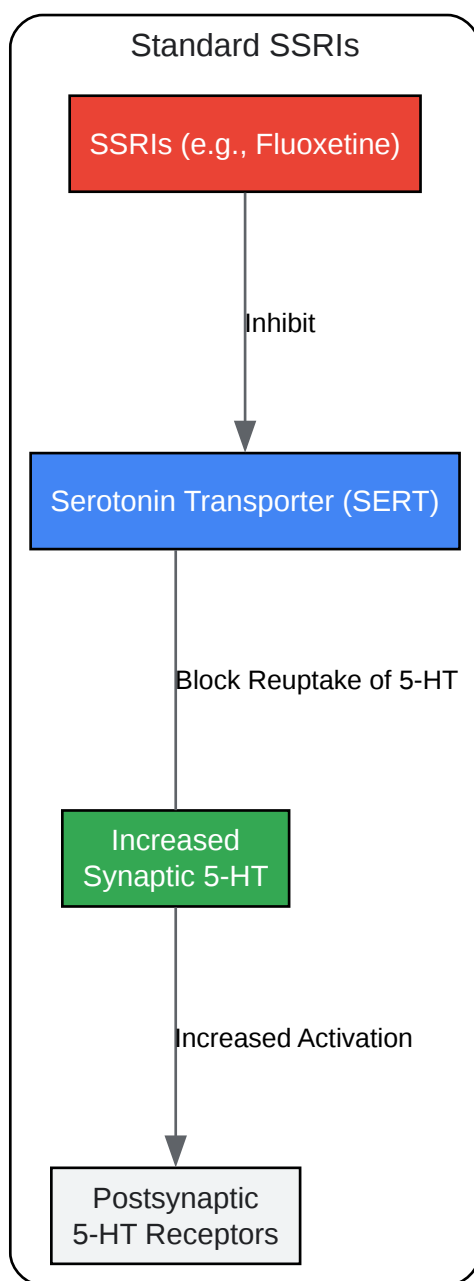 Standard SSRIs
SSRIs (e.g., Fluoxetine)
Inhibit
Serotonin Transporter (SERT)
Block Reuptake of 5-HT
Increased
Synaptic 5-HT
Increased Activation
Postsynaptic
5-HT Receptors